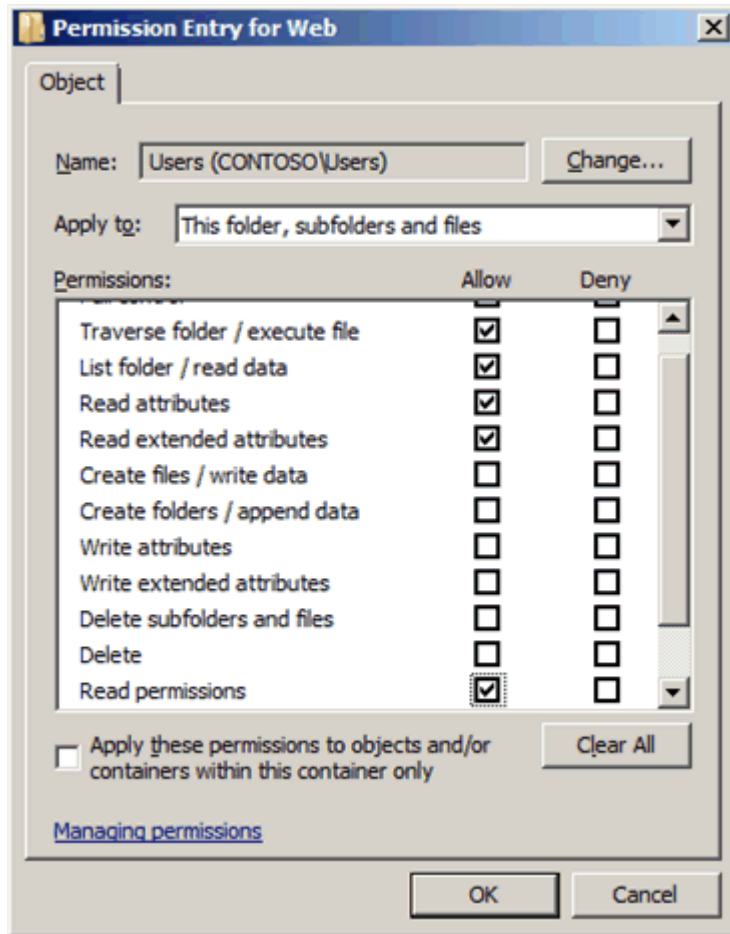 Permission Entry for Web
Object
Name: Users (CONTOSO\Users) Change...
Apply to: This folder, subfolders and files
Permissions: Allow Deny
Traverse folder / execute file
List folder / read data
Read attributes
Read extended attributes
Create files / write data
Create folders / append data
Write attributes
Write extended attributes
Delete subfolders and files
Delete
Read permissions
Apply these permissions to objects and/or Clear All
containers within this container only
Managing permissions
OK Cancel